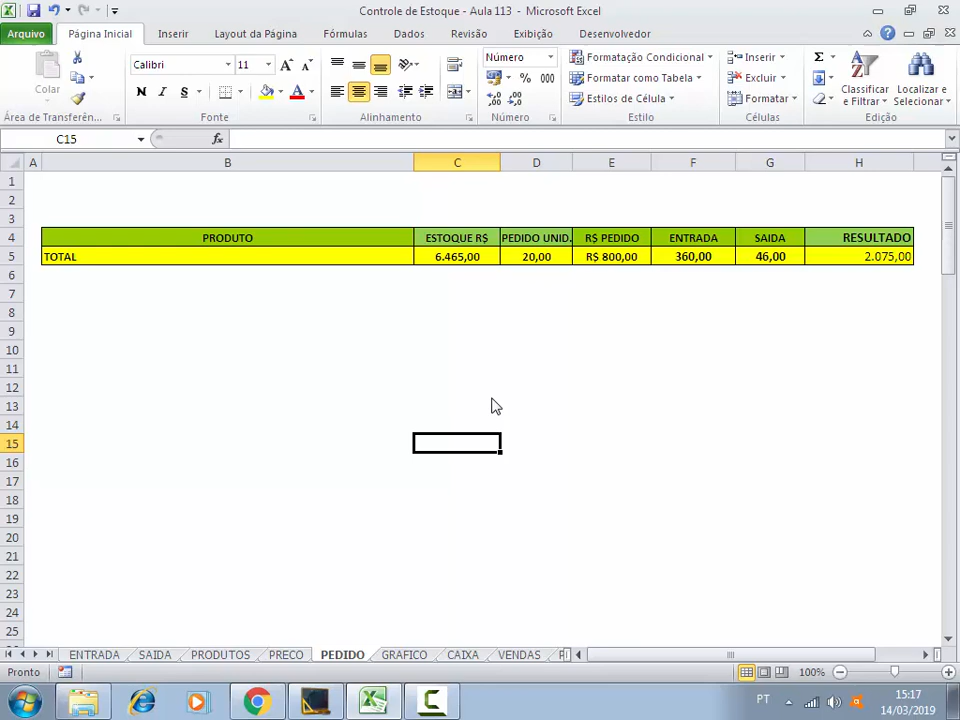 Controle de Estoque - Aula 113 - Microsoft Excel
Arquivo Página Inicial Inserir Layout da Página Fórmulas Dados Revisão Exibição Desenvolvedor
Colar
Calibri 11
N I S
A A
A
Número
% 000
Formatação Condicional
Formatar como Tabela
Estilos de Célula
Inserir
Excluir
Formatar
Σ
Classificar e Filtrar
Localizar e Selecionar
Área de Transferên... Fonte Alinhamento Número Estilo Células Edição
C15 fx
A B C D E F G H
1
2
3
4 PRODUTO ESTOQUE R$ PEDIDO UNID. R$ PEDIDO ENTRADA SAIDA RESULTADO
5 TOTAL 6.465,00 20,00 R$ 800,00 360,00 46,00 2.075,00
6
7
8
9
10
11
12
13
14
15
16
17
18
19
20
21
22
23
24
25
ENTRADA SAIDA PRODUTOS PRECO PEDIDO GRAFICO CAIXA VENDAS
Pronto 100%
PT 15:17
14/03/2019